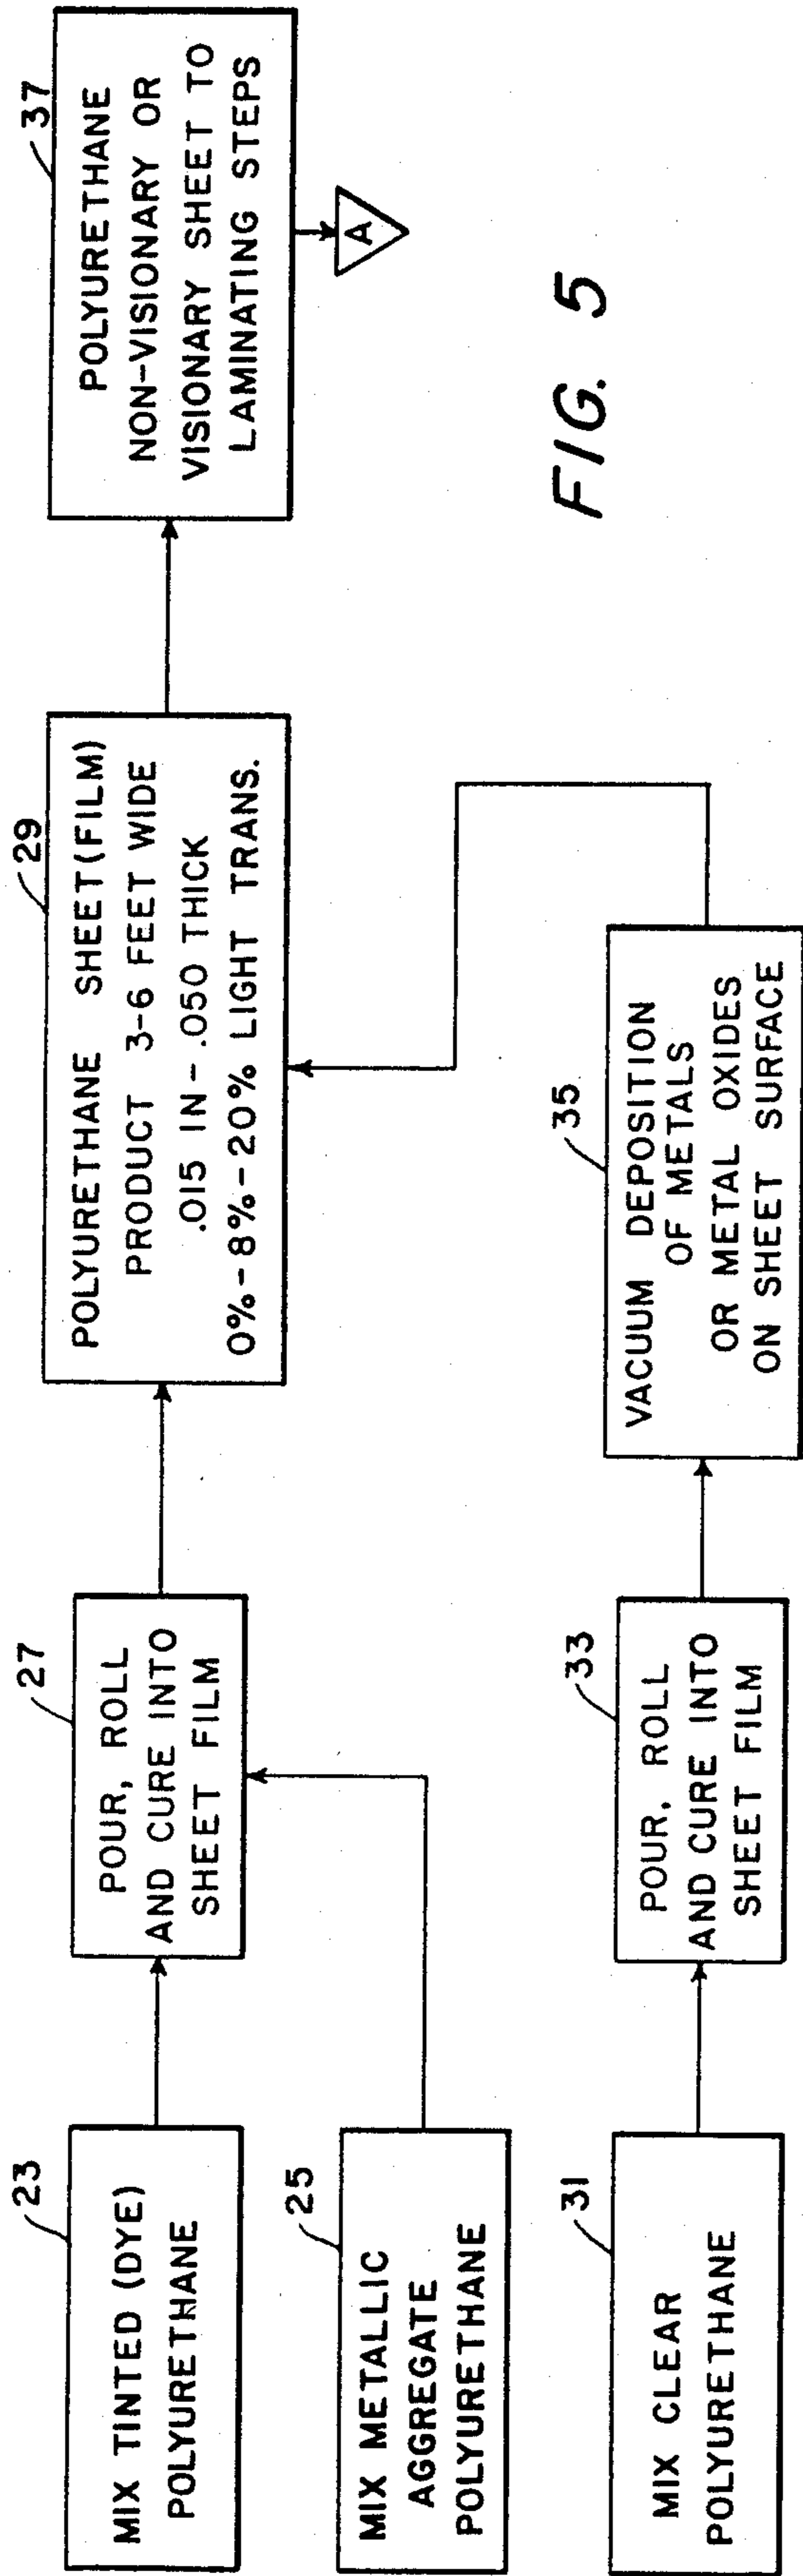 23
MIX TINTED (DYE)
POLYURETHANE
25
MIX METALLIC
AGGREGATE
POLYURETHANE
27
POUR, ROLL
AND CURE INTO
SHEET FILM
29
POLYURETHANE SHEET(FILM)
PRODUCT 3-6 FEET WIDE
.015 IN - .050 THICK
0%-8%-20% LIGHT TRANS.
37
POLYURETHANE
NON-VISIONARY OR
VISIONARY SHEET TO
LAMINATING STEPS
A
31
MIX CLEAR
POLYURETHANE
33
POUR, ROLL
AND CURE INTO
SHEET FILM
35
VACUUM DEPOSITION
OF METALS
OR METAL OXIDES
ON SHEET SURFACE
FIG. 5